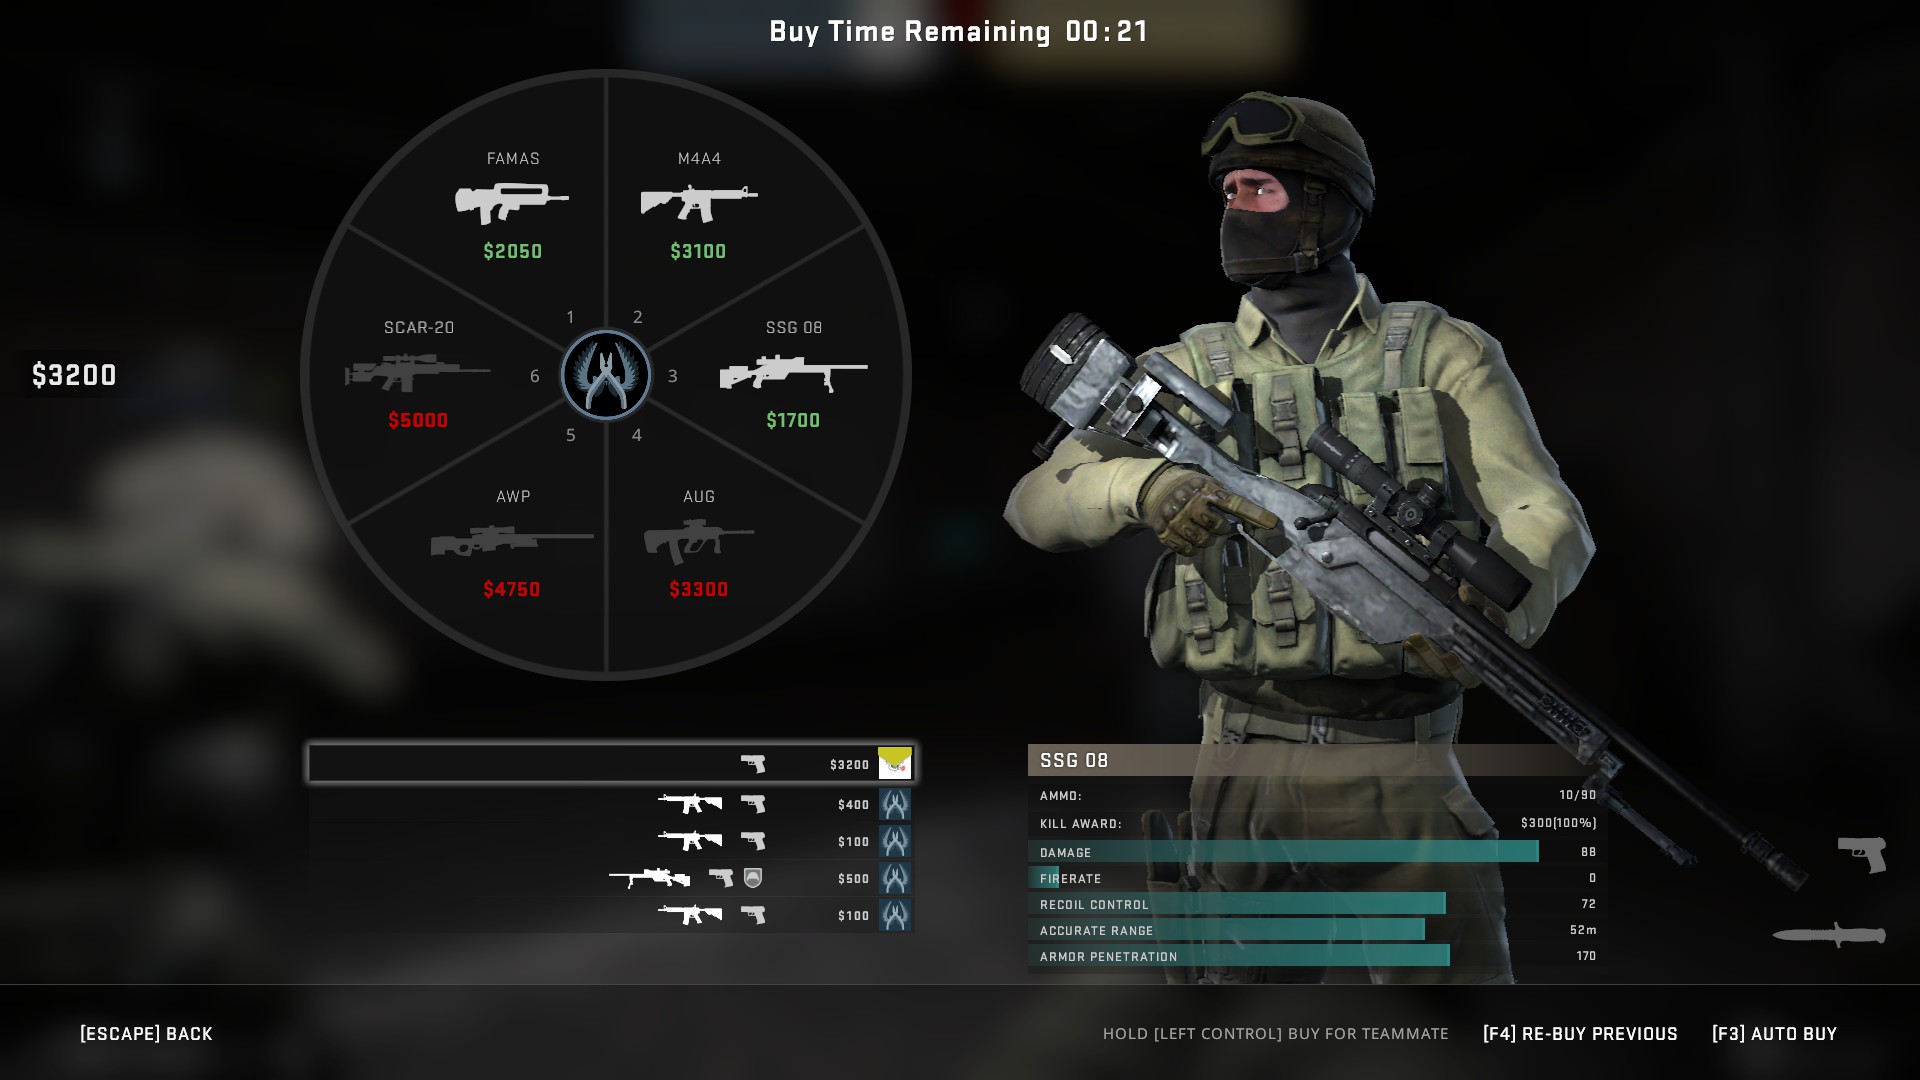 Buy Time Remaining 00:21
FAMAS
$2050
M4A4
$3100
SCAR-20
$5000
SSG 08
$1700
AWP
$4750
AUG
$3300
1
2
6
3
5
4
$3200
$3200
$400
$100
$500
$100
SSG 08
AMMO: 10/90
KILL AWARD: $300(100%)
DAMAGE 88
FIRERATE 0
RECOIL CONTROL 72
ACCURATE RANGE 52m
ARMOR PENETRATION 170
[ESCAPE] BACK
HOLD [LEFT CONTROL] BUY FOR TEAMMATE
[F4] RE-BUY PREVIOUS
[F3] AUTO BUY